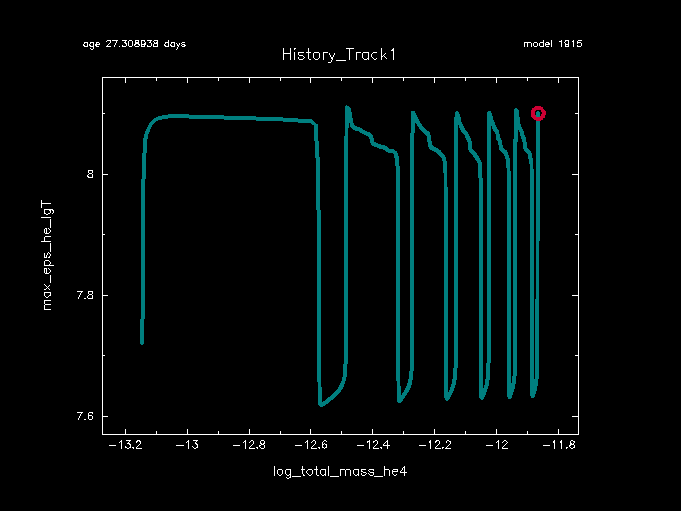 age 27.308938 days
model 1915
History_Track1
8
7.8
7.6
max_eps_he_lgT
−13.2 −13 −12.8 −12.6 −12.4 −12.2 −12 −11.8
log_total_mass_he4